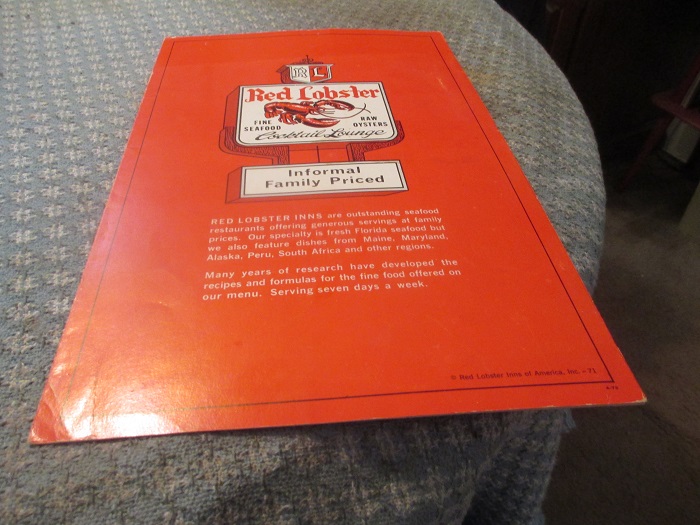 RL
Red Lobster
FINE SEAFOOD
RAW OYSTERS
Cocktail Lounge
Informal
Family Priced
RED LOBSTER INNS are outstanding seafood
restaurants offering generous servings at family
prices. Our specialty is fresh Florida seafood but
we also feature dishes from Maine, Maryland,
Alaska, Peru, South Africa and other regions.
Many years of research have developed the
recipes and formulas for the fine food offered on
our menu. Serving seven days a week.
© Red Lobster Inns of America, Inc. - 71